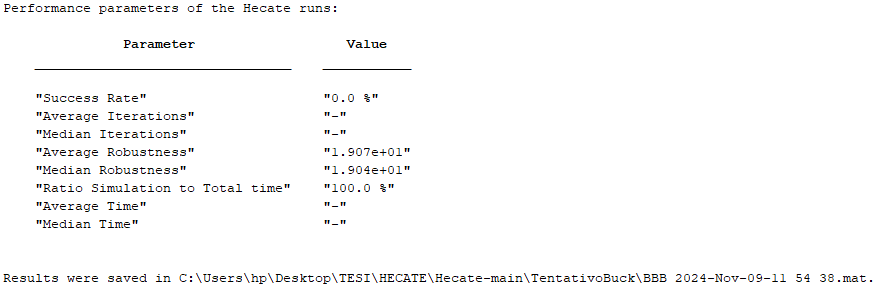 Performance parameters of the Hecate runs:
Parameter Value
"Success Rate" "0.0 %"
"Average Iterations" "-"
"Median Iterations" "-"
"Average Robustness" "1.907e+01"
"Median Robustness" "1.904e+01"
"Ratio Simulation to Total time" "100.0 %"
"Average Time" "-"
"Median Time" "-"
Results were saved in C:\Users\hp\Desktop\TESI\HECATE\Hecate-main\TentativoBuck\BBB 2024-Nov-09-11 54 38.mat.